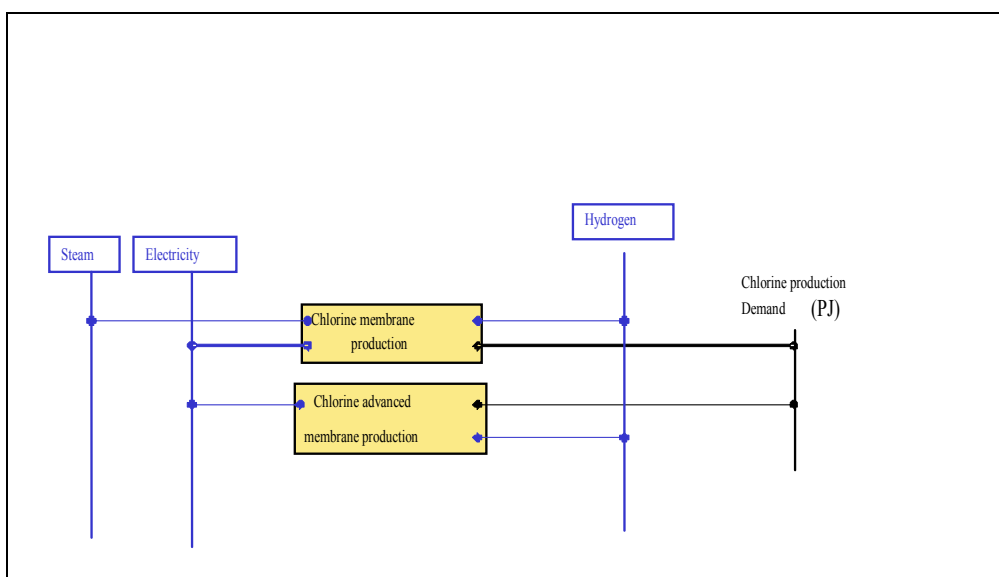 Hydrogen
Steam
Electricity
Chlorine production
Demand (PJ)
Chlorine membrane
production
Chlorine advanced
membrane production